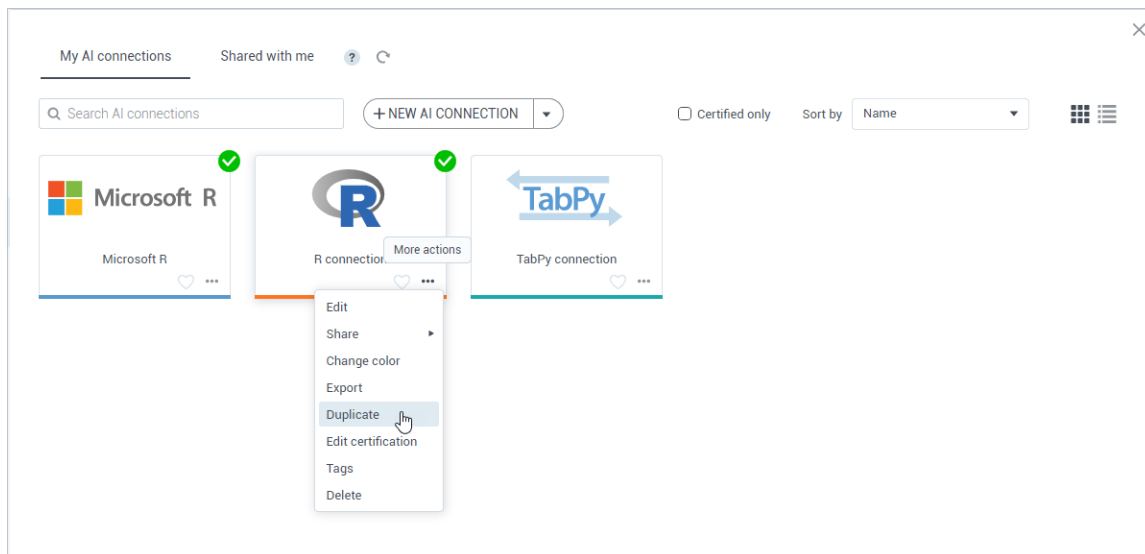 My AI connections Shared with me ?
Search AI connections + NEW AI CONNECTION Certified only Sort by Name
Microsoft R R TabPy
More actions
Microsoft R R connection TabPy connection
Edit
Share
Change color
Export
Duplicate
Edit certification
Tags
Delete